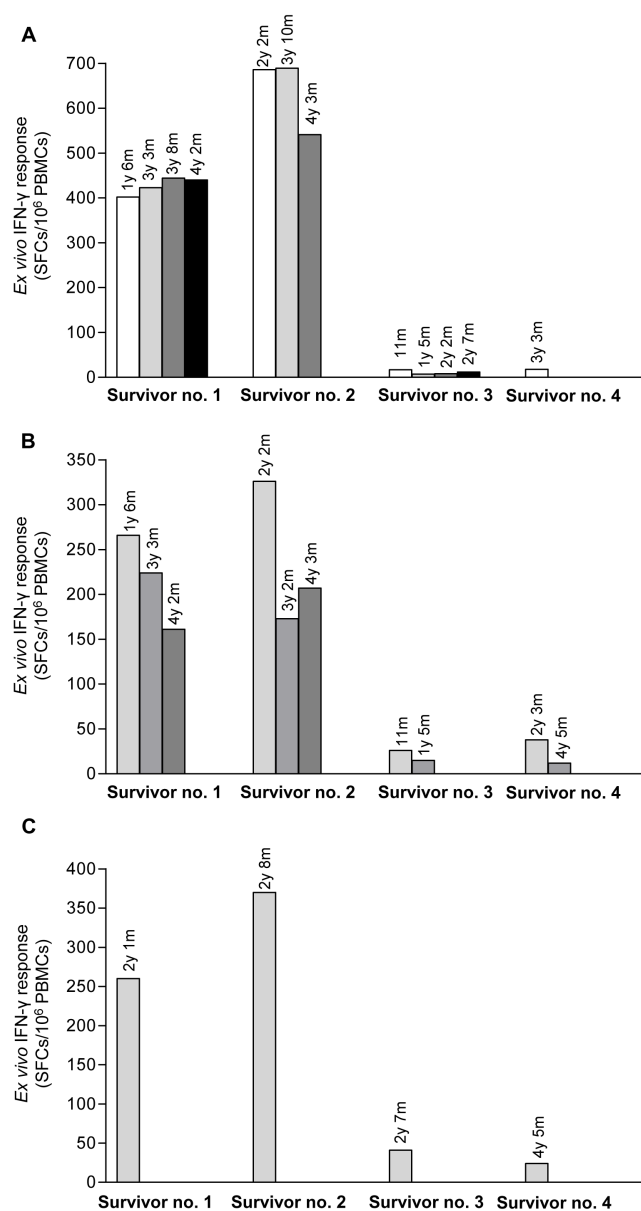 A
Ex vivo IFN-γ response
(SFCs/10⁶ PBMCs)
700
600
500
400
300
200
100
0
1y 6m
3y 3m
3y 8m
4y 2m
2y 2m
3y 10m
4y 3m
11m
1y 5m
2y 2m
2y 7m
3y 3m
Survivor no. 1 Survivor no. 2 Survivor no. 3 Survivor no. 4
B
Ex vivo IFN-γ response
(SFCs/10⁶ PBMCs)
350
300
250
200
150
100
50
0
1y 6m
3y 3m
4y 2m
2y 2m
3y 2m
4y 3m
11m
1y 5m
2y 3m
4y 5m
Survivor no. 1 Survivor no. 2 Survivor no. 3 Survivor no. 4
C
Ex vivo IFN-γ response
(SFCs/10⁶ PBMCs)
400
350
300
250
200
150
100
50
0
2y 1m
2y 8m
2y 7m
4y 5m
Survivor no. 1 Survivor no. 2 Survivor no. 3 Survivor no. 4